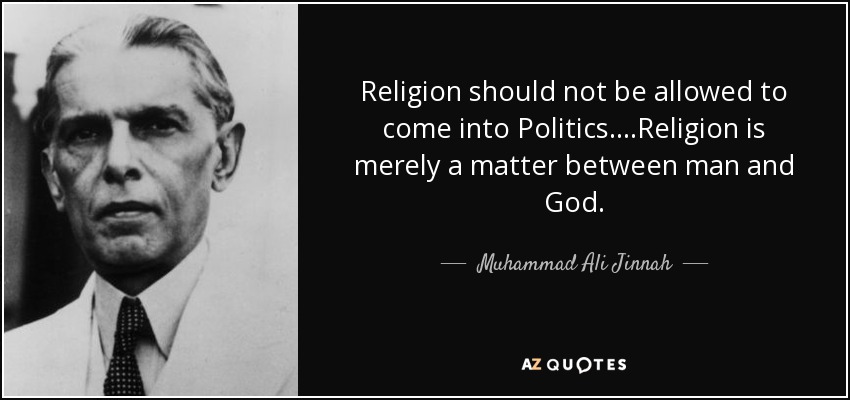 Religion should not be allowed to
come into Politics....Religion is
merely a matter between man and
God.
Muhammad Ali Jinnah
AZ QUOTES